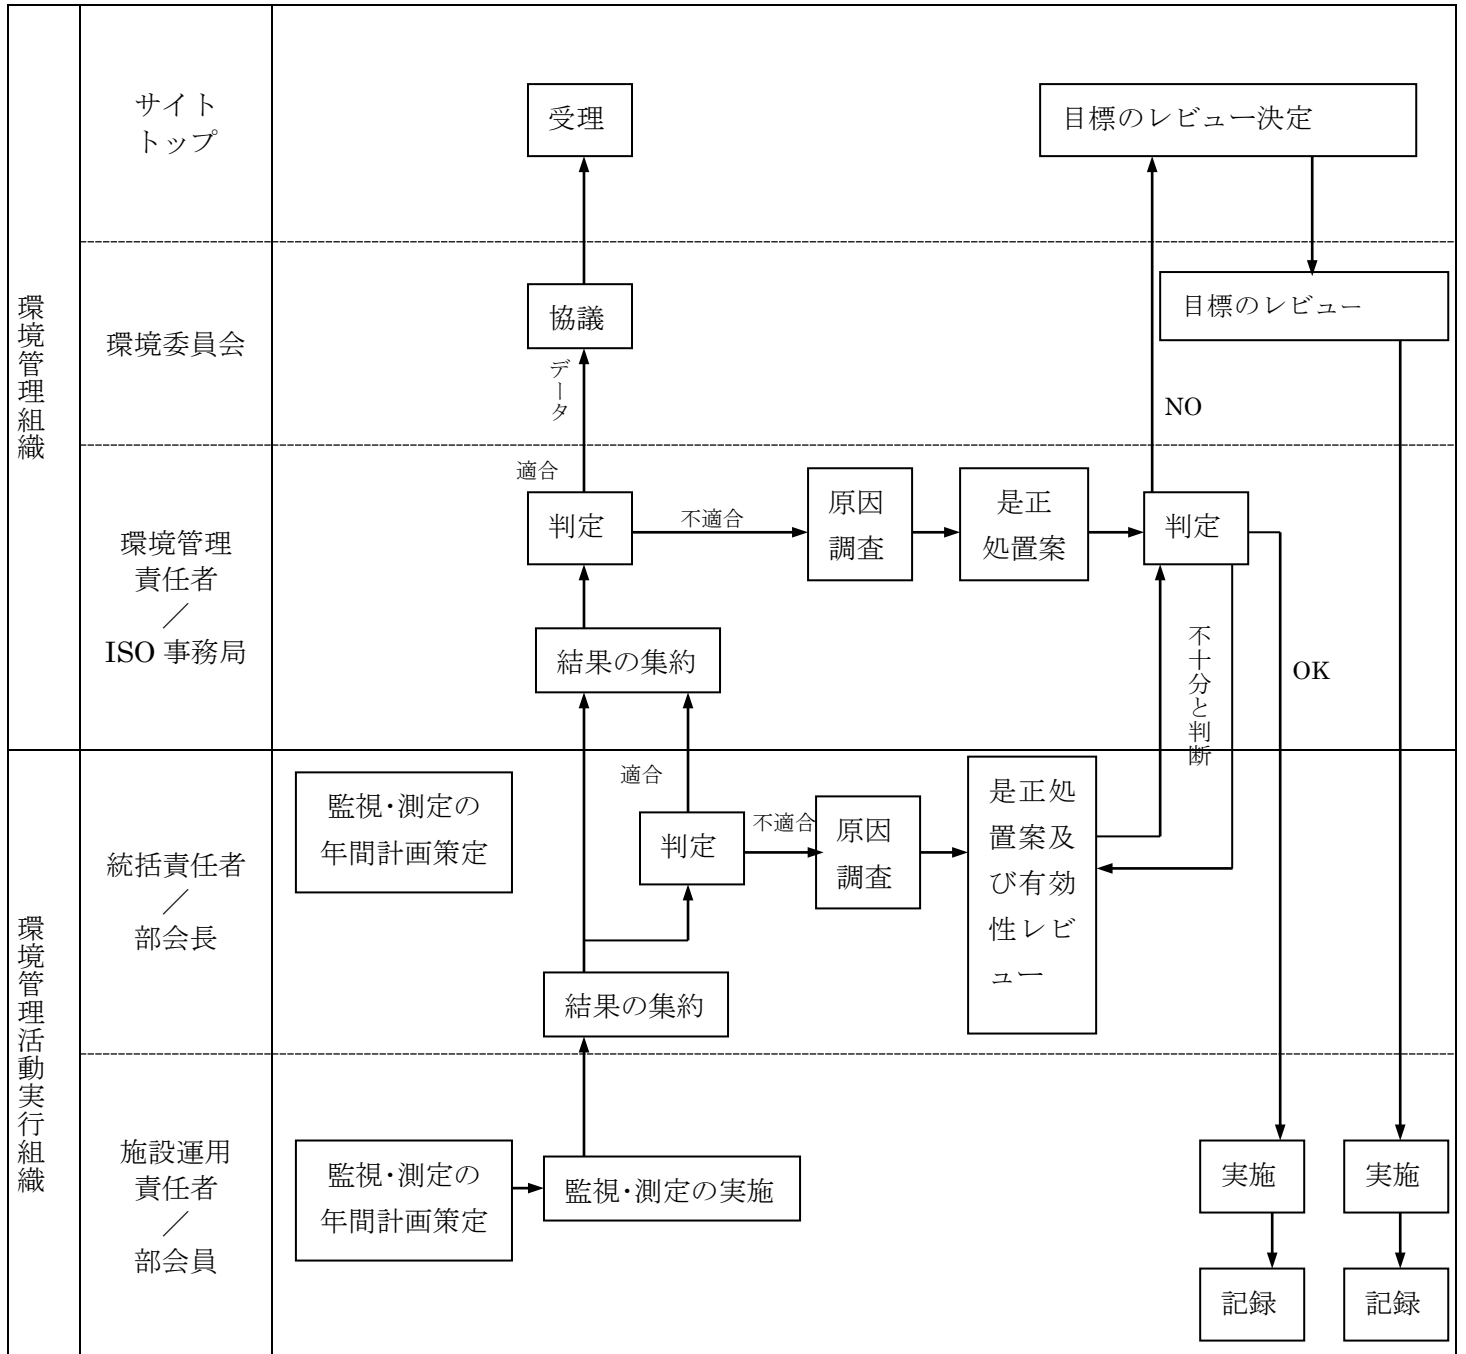 環境管理組織
サイト
トップ
受理
目標のレビュー決定
環境委員会
協議
データ
目標のレビュー
NO
環境管理
責任者
／
ISO 事務局
適合
判定
不適合
原因
調査
是正
処置案
判定
結果の集約
不十分と判断
OK
環境管理活動実行組織
統括責任者
／
部会長
監視･測定の
年間計画策定
適合
判定
不適合
原因
調査
是正処
置案及
び有効
性レビ
ュー
結果の集約
施設運用
責任者
／
部会員
監視･測定の
年間計画策定
監視･測定の実施
実施
実施
記録
記録